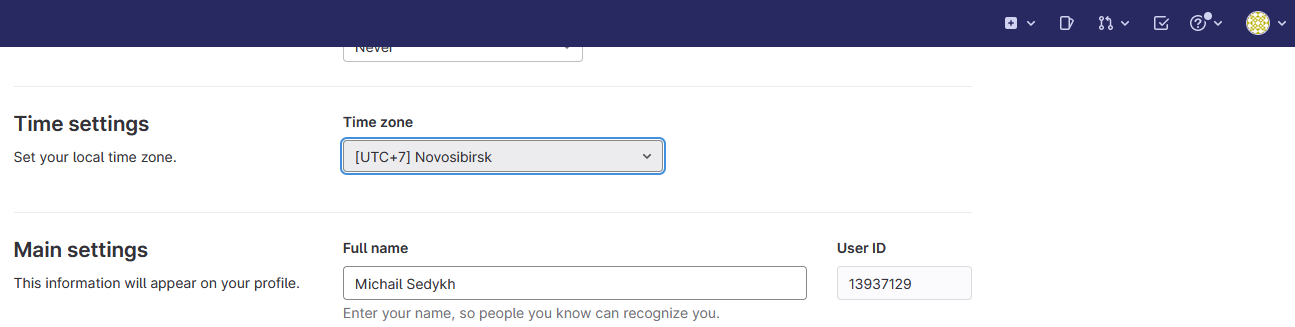 Never
Time settings
Time zone
Set your local time zone.
[UTC+7] Novosibirsk
Main settings
Full name
User ID
This information will appear on your profile.
Michail Sedykh
13937129
Enter your name, so people you know can recognize you.